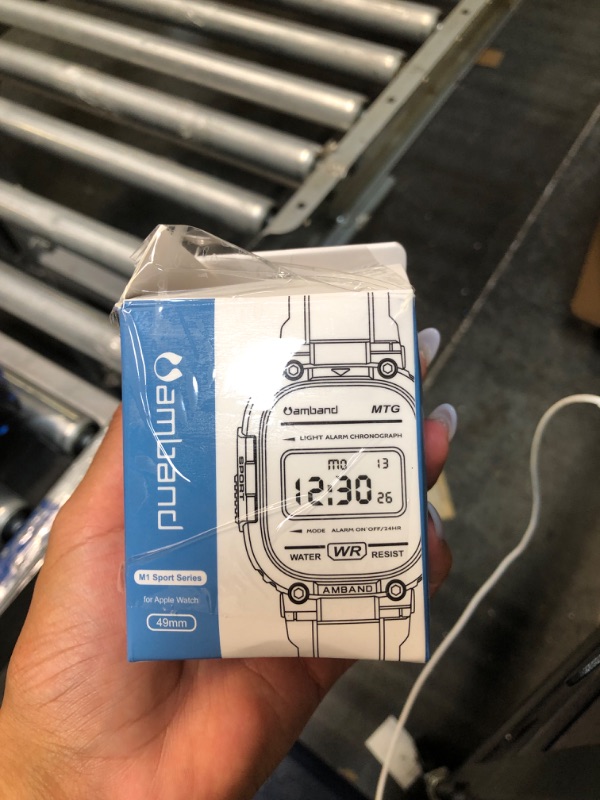 amband
M1 Sport Series
for Apple Watch
49mm
amband MTG
LIGHT ALARM CHRONOGRAPH
SPORT
MO 13
12:30 26
MODE ALARM ON OFF/24HR
WATER WR RESIST
AMBAND